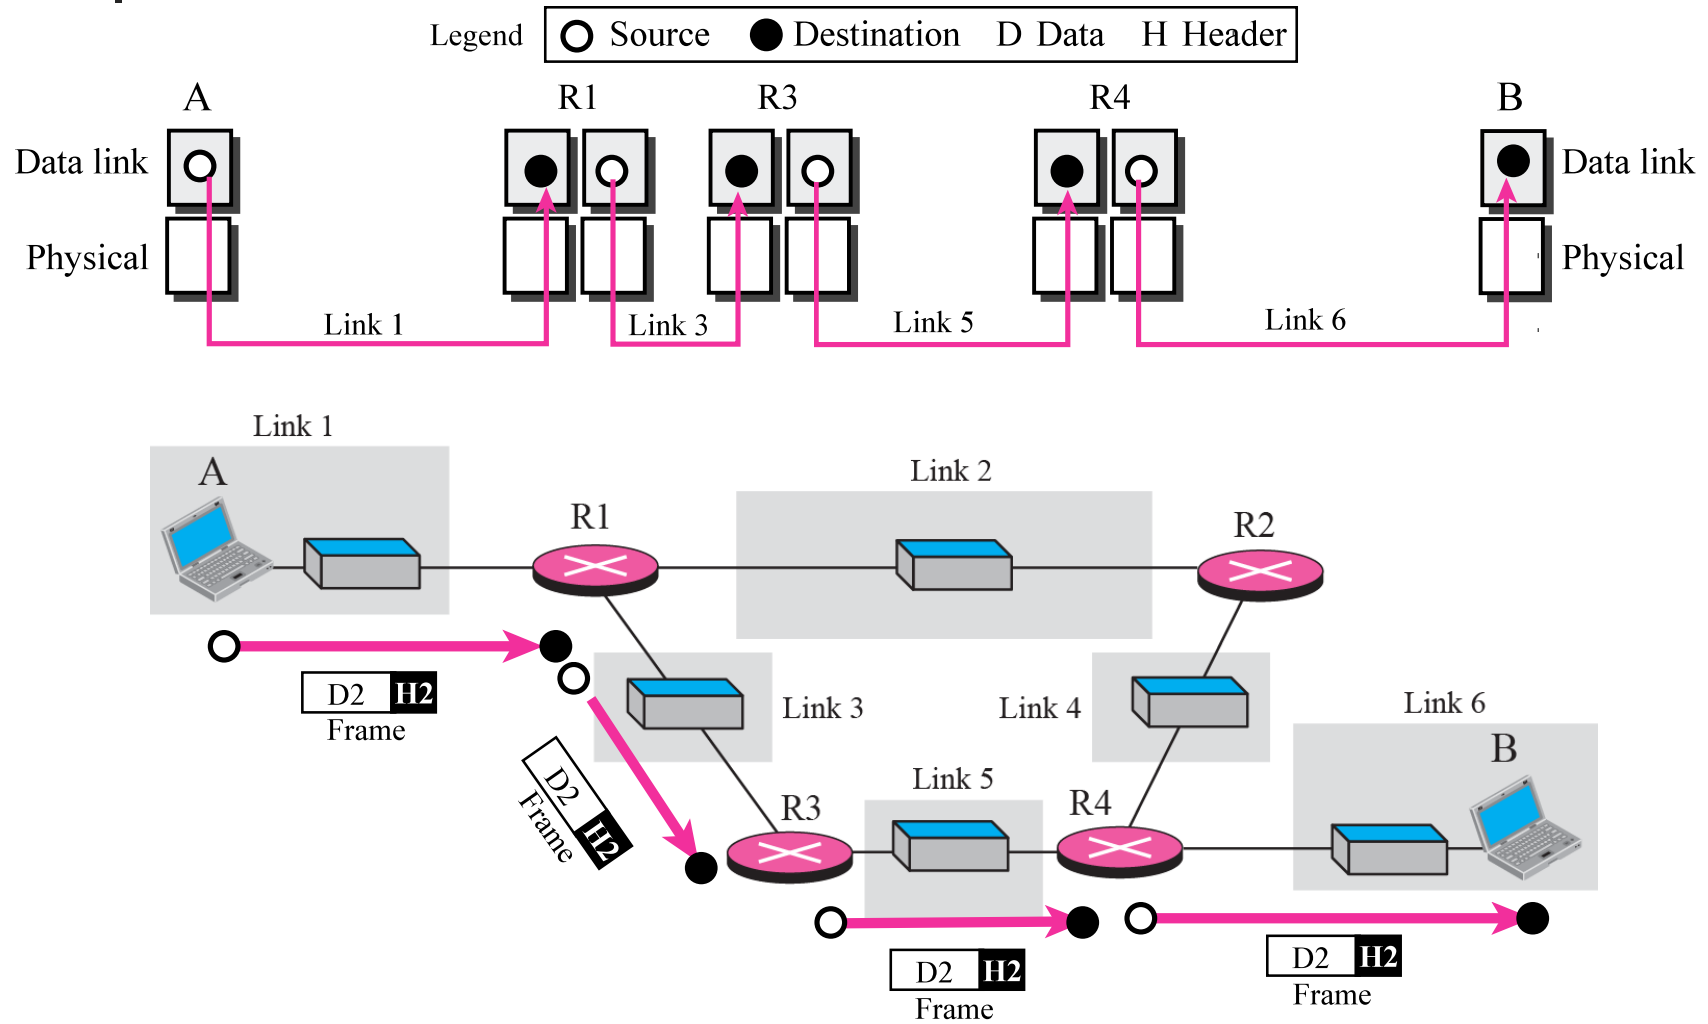 Legend Source Destination D Data H Header
A R1 R3 R4 B
Data link Data link
Physical Physical
Link 1 Link 3 Link 5 Link 6
Link 1
A
Link 2
R1
R2
D2 H2
Frame
Link 3
Link 4
Link 6
B
D2 H2
Frame
Link 5
R3
R4
D2 H2
Frame
D2 H2
Frame